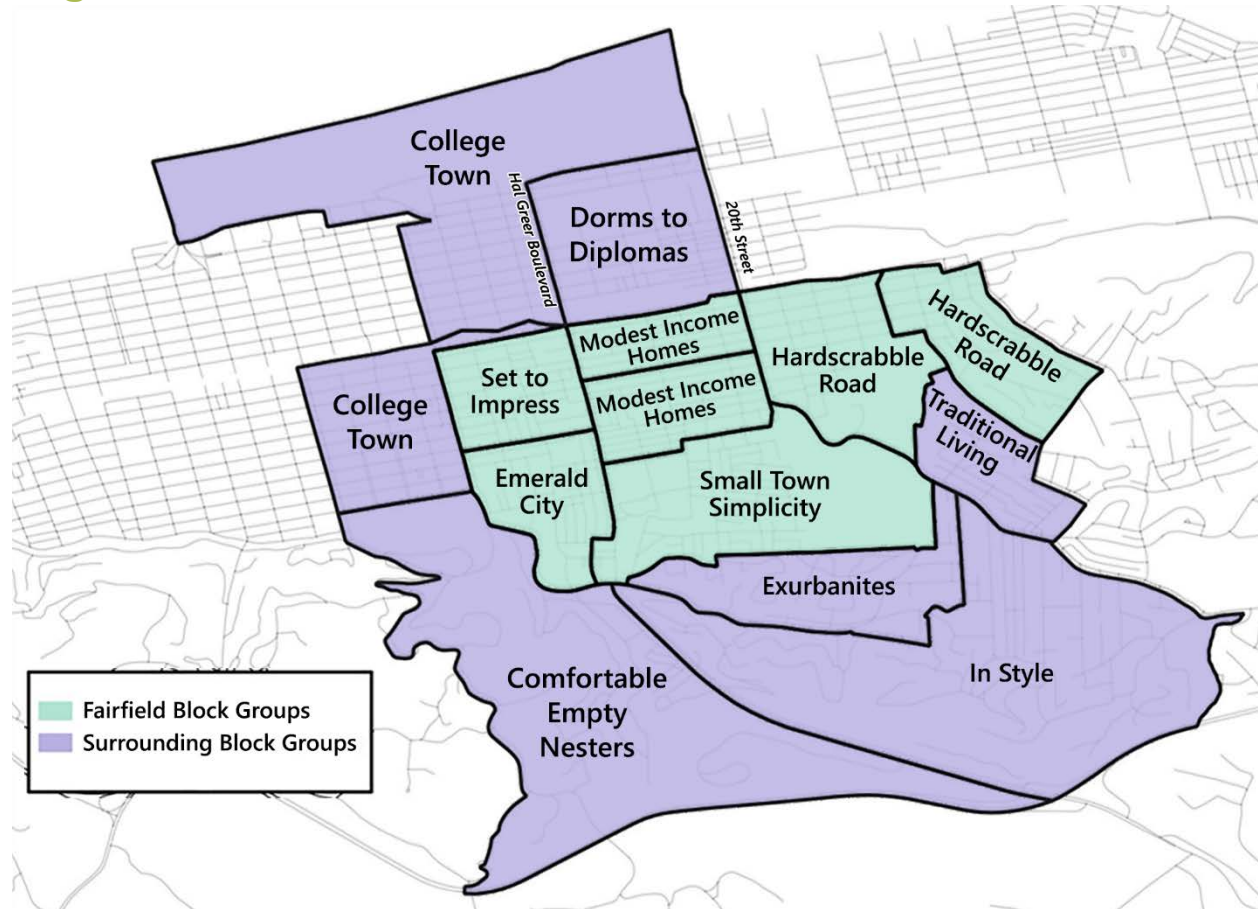 College
Town
Hal Greer Boulevard
Dorms to
Diplomas
20th Street
Modest Income
Homes
Hardscrabble
Road
Hardscrabble
Road
Set to
Impress
Modest Income
Homes
College
Town
Traditional
Living
Emerald
City
Small Town
Simplicity
Exurbanites
Comfortable
Empty
Nesters
In Style
Fairfield Block Groups
Surrounding Block Groups